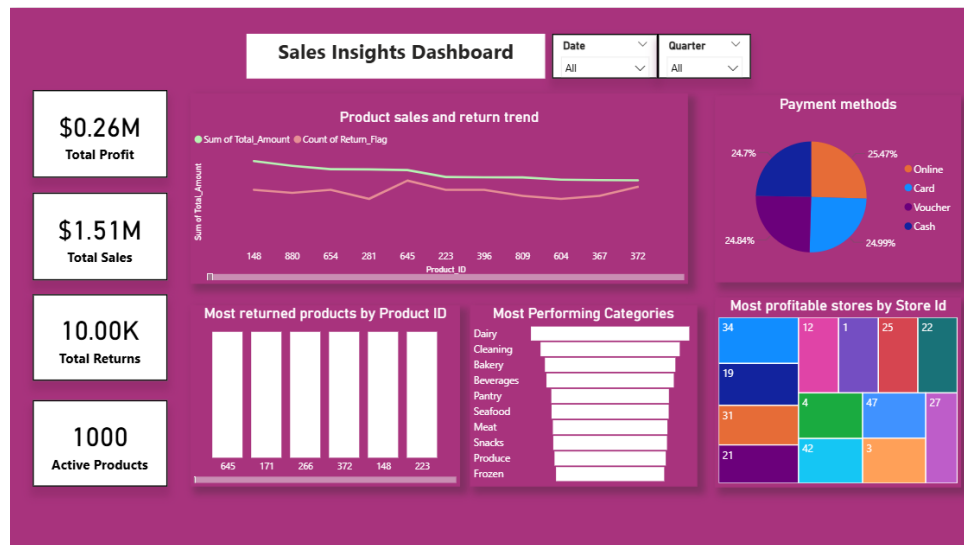 Sales Insights Dashboard
Date
All
Quarter
All
$0.26M
Total Profit
$1.51M
Total Sales
10.00K
Total Returns
1000
Active Products
Product sales and return trend
Sum of Total_Amount Count of Return_Flag
Sum of Total_Amount
148 880 654 281 645 223 396 809 604 367 372
Product_ID
Payment methods
24.7%
25.47%
24.84%
24.99%
Online
Card
Voucher
Cash
Most returned products by Product ID
645 171 266 372 148 223
Most Performing Categories
Dairy
Cleaning
Bakery
Beverages
Pantry
Seafood
Meat
Snacks
Produce
Frozen
Most profitable stores by Store Id
34 12 1 25 22
19
31 4 47 27
21 42 3